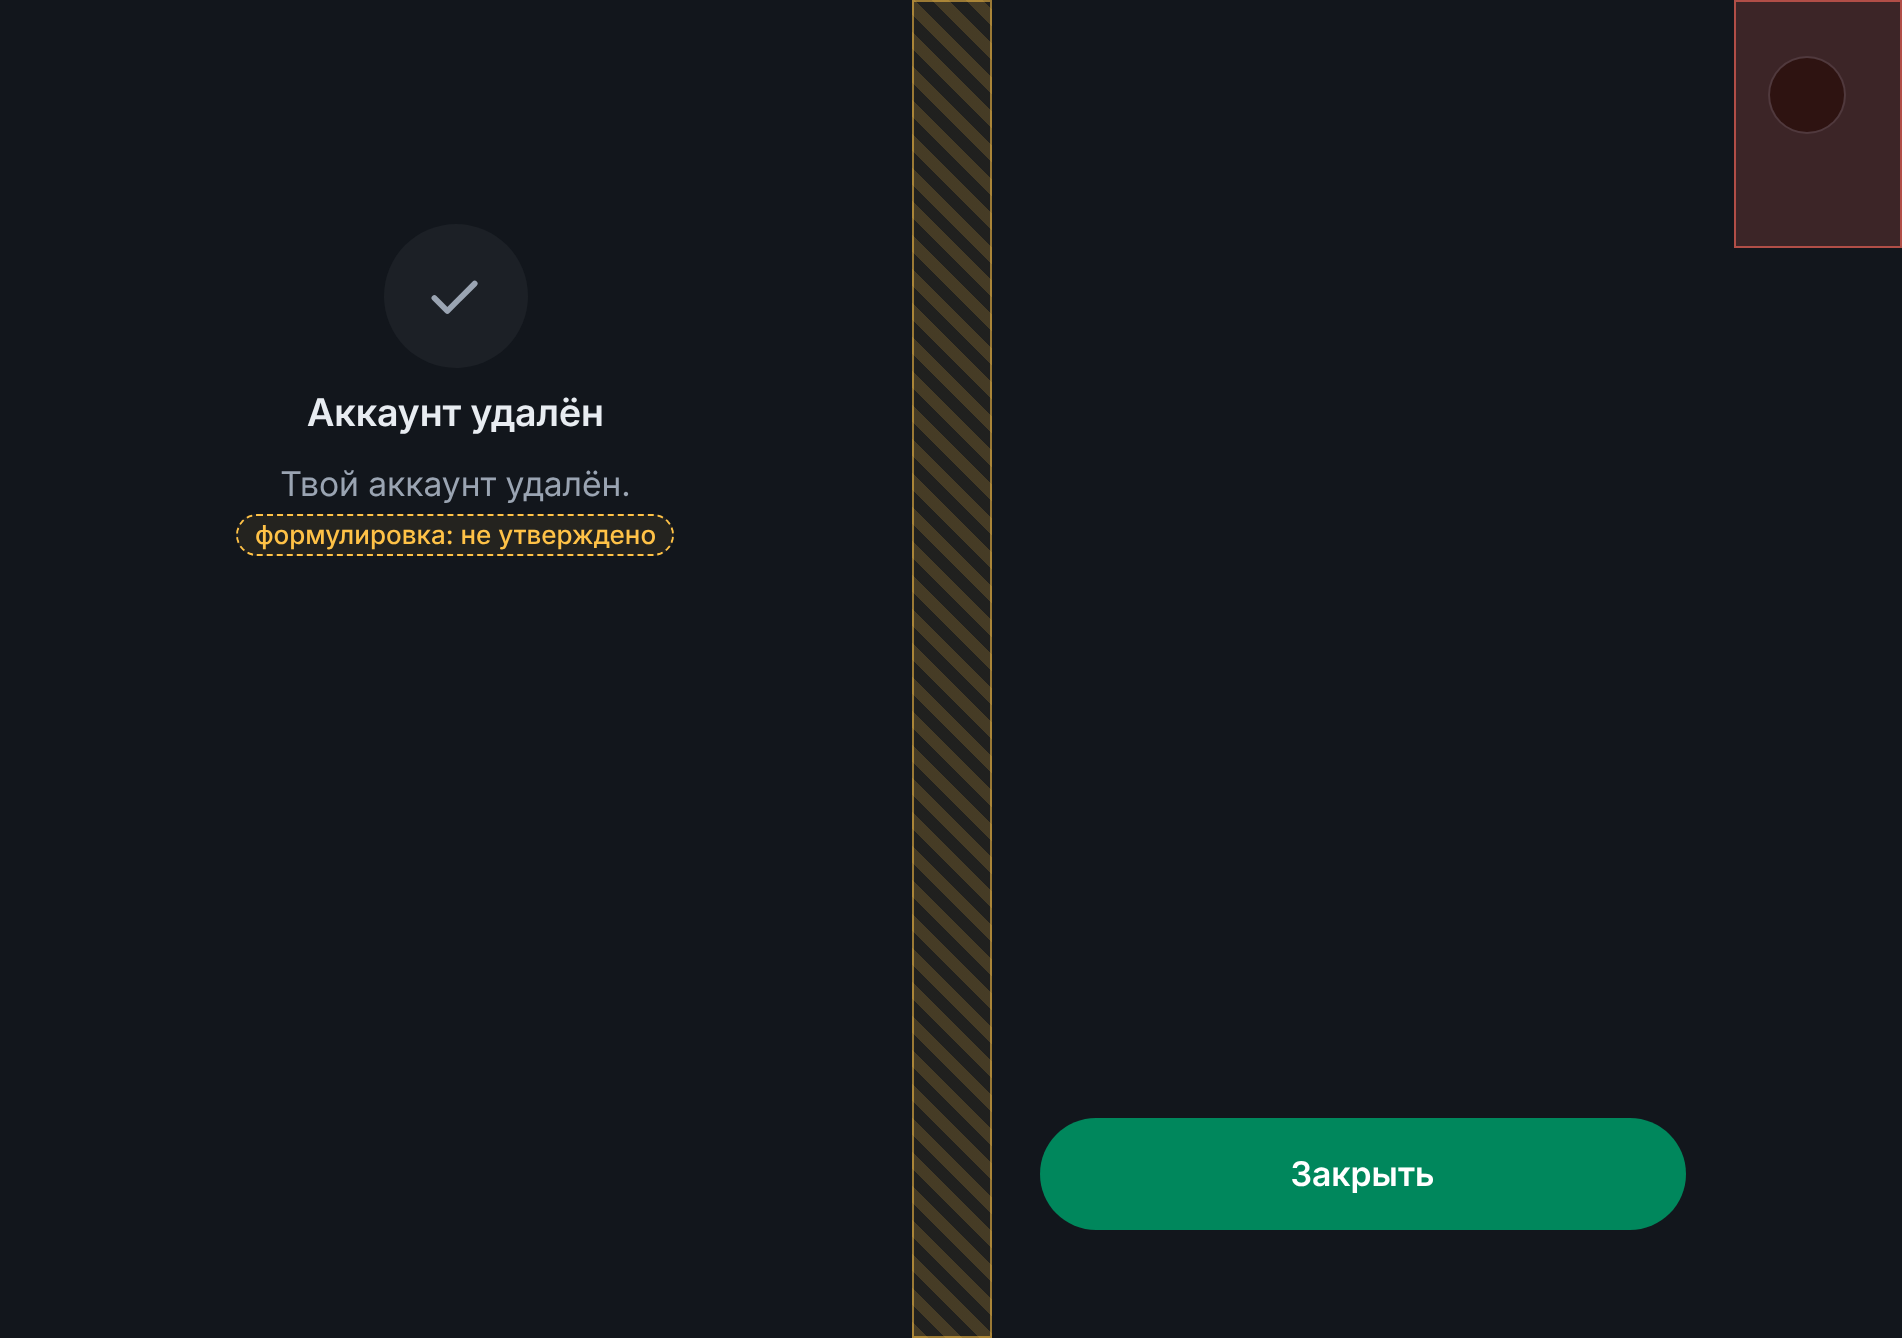 Аккаунт удалён
Твой аккаунт удалён.
формулировка: не утверждено
Закрыть